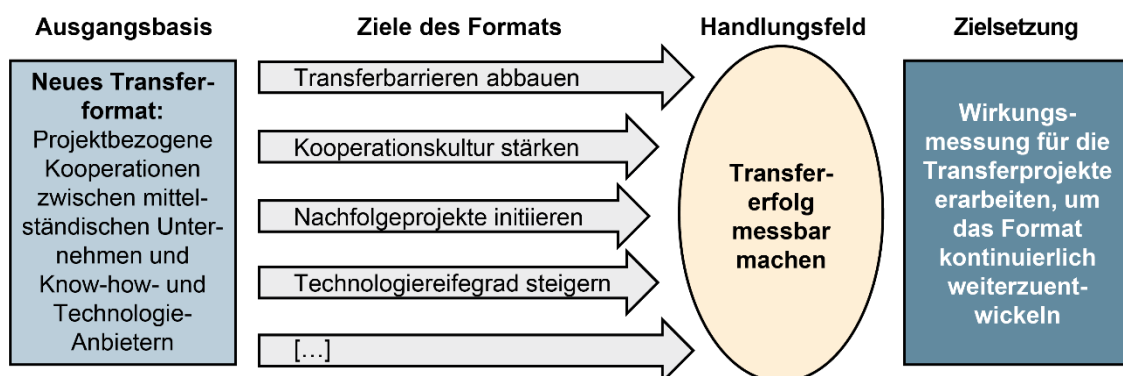 Ausgangsbasis
Neues Transfer-
format:
Projektbezogene
Kooperationen
zwischen mittel-
ständischen Unter-
nehmen und
Know-how- und
Technologie-
Anbietern
Ziele des Formats
Transferbarrieren abbauen
Kooperationskultur stärken
Nachfolgeprojekte initiieren
Technologiereifegrad steigern
[…]
Handlungsfeld
Transfer-
erfolg
messbar
machen
Zielsetzung
Wirkungs-
messung für die
Transferprojekte
erarbeiten, um
das Format
kontinuierlich
weiterzuent-
wickeln